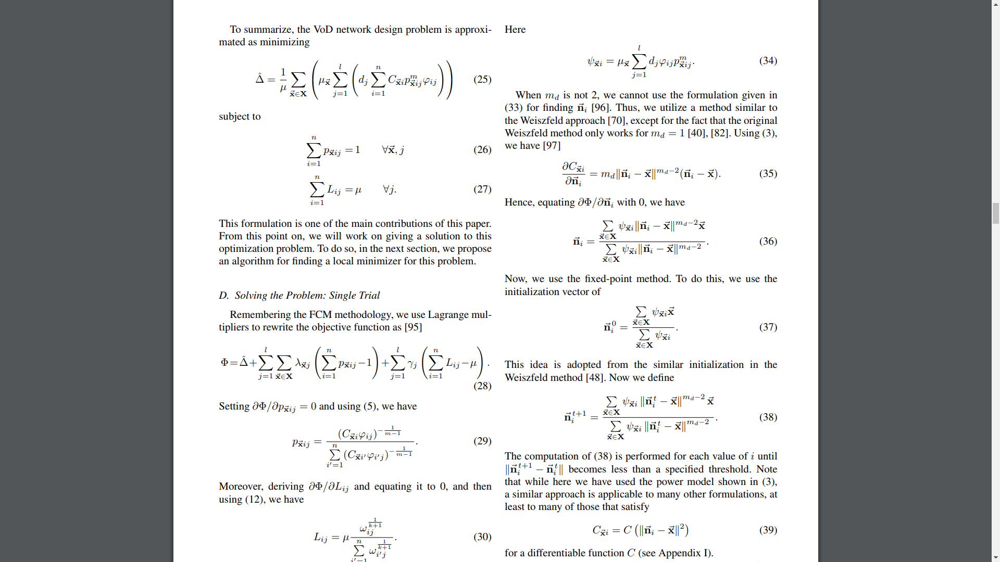 To summarize, the VoD network design problem is approxi-
mated as minimizing
$\hat{\Delta} = \frac{1}{\mu} \sum_{\vec{\mathbf{x}} \in \mathbf{X}} \left( \mu_{\vec{\mathbf{x}}} \sum_{j=1}^{l} \left( d_j \sum_{i=1}^{n} C_{\vec{\mathbf{x}}i} p^m_{\vec{\mathbf{x}}ij} \varphi_{ij} \right) \right)$ (25)
subject to
$\sum_{i=1}^{n} p_{\vec{\mathbf{x}}ij} = 1 \quad \forall \vec{\mathbf{x}}, j$ (26)
$\sum_{i=1}^{n} L_{ij} = \mu \quad \forall j.$ (27)
This formulation is one of the main contributions of this paper.
From this point on, we will work on giving a solution to this
optimization problem. To do so, in the next section, we propose
an algorithm for finding a local minimizer for this problem.
D. Solving the Problem: Single Trial
Remembering the FCM methodology, we use Lagrange mul-
tipliers to rewrite the objective function as [95]
$\Phi = \hat{\Delta} + \sum_{j=1}^{l} \sum_{\vec{\mathbf{x}} \in \mathbf{X}} \lambda_{\vec{\mathbf{x}}j} \left( \sum_{i=1}^{n} p_{\vec{\mathbf{x}}ij} - 1 \right) + \sum_{j=1}^{l} \gamma_j \left( \sum_{i=1}^{n} L_{ij} - \mu \right).$
(28)
Setting $\partial\Phi/\partial p_{\vec{\mathbf{x}}ij} = 0$ and using (5), we have
$p_{\vec{\mathbf{x}}ij} = \frac{(C_{\vec{\mathbf{x}}i} \varphi_{ij})^{-\frac{1}{m-1}}}{\sum_{i'=1}^{n} (C_{\vec{\mathbf{x}}i'} \varphi_{i'j})^{-\frac{1}{m-1}}}.$ (29)
Moreover, deriving $\partial\Phi/\partial L_{ij}$ and equating it to 0, and then
using (12), we have
$L_{ij} = \mu \frac{\omega_{ij}^{\frac{1}{k+1}}}{\sum_{i'=1}^{n} \omega_{i'j}^{\frac{1}{k+1}}}.$ (30)
Here
$\psi_{\vec{\mathbf{x}}i} = \mu_{\vec{\mathbf{x}}} \sum_{j=1}^{l} d_j \varphi_{ij} p^m_{\vec{\mathbf{x}}ij}.$ (34)
When $m_d$ is not 2, we cannot use the formulation given in
(33) for finding $\vec{\mathbf{n}}_i$ [96]. Thus, we utilize a method similar to
the Weiszfeld approach [70], except for the fact that the original
Weiszfeld method only works for $m_d = 1$ [40], [82]. Using (3),
we have [97]
$\frac{\partial C_{\vec{\mathbf{x}}i}}{\partial \vec{\mathbf{n}}_i} = m_d \|\vec{\mathbf{n}}_i - \vec{\mathbf{x}}\|^{m_d-2} (\vec{\mathbf{n}}_i - \vec{\mathbf{x}}).$ (35)
Hence, equating $\partial\Phi/\partial\vec{\mathbf{n}}_i$ with 0, we have
$\vec{\mathbf{n}}_i = \frac{\sum_{\vec{\mathbf{x}} \in \mathbf{X}} \psi_{\vec{\mathbf{x}}i} \|\vec{\mathbf{n}}_i - \vec{\mathbf{x}}\|^{m_d-2} \vec{\mathbf{x}}}{\sum_{\vec{\mathbf{x}} \in \mathbf{X}} \psi_{\vec{\mathbf{x}}i} \|\vec{\mathbf{n}}_i - \vec{\mathbf{x}}\|^{m_d-2}}.$ (36)
Now, we use the fixed-point method. To do this, we use the
initialization vector of
$\vec{\mathbf{n}}_i^0 = \frac{\sum_{\vec{\mathbf{x}} \in \mathbf{X}} \psi_{\vec{\mathbf{x}}i} \vec{\mathbf{x}}}{\sum_{\vec{\mathbf{x}} \in \mathbf{X}} \psi_{\vec{\mathbf{x}}i}}.$ (37)
This idea is adopted from the similar initialization in the
Weiszfeld method [48]. Now we define
$\vec{\mathbf{n}}_i^{t+1} = \frac{\sum_{\vec{\mathbf{x}} \in \mathbf{X}} \psi_{\vec{\mathbf{x}}i} \|\vec{\mathbf{n}}_i^t - \vec{\mathbf{x}}\|^{m_d-2} \vec{\mathbf{x}}}{\sum_{\vec{\mathbf{x}} \in \mathbf{X}} \psi_{\vec{\mathbf{x}}i} \|\vec{\mathbf{n}}_i^t - \vec{\mathbf{x}}\|^{m_d-2}}.$ (38)
The computation of (38) is performed for each value of $i$ until
$\|\vec{\mathbf{n}}_i^{t+1} - \vec{\mathbf{n}}_i^t\|$ becomes less than a specified threshold. Note
that while here we have used the power model shown in (3),
a similar approach is applicable to many other formulations, at
least to many of those that satisfy
$C_{\vec{\mathbf{x}}i} = C \left( \|\vec{\mathbf{n}}_i - \vec{\mathbf{x}}\|^2 \right)$ (39)
for a differentiable function $C$ (see Appendix I).